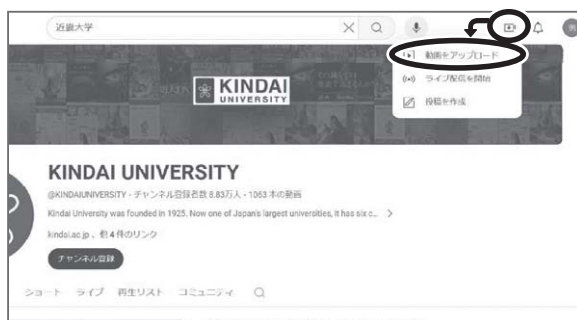 近畿大学
動画をアップロード
ライブ配信を開始
投稿を作成
KINDAI
UNIVERSITY
KINDAI UNIVERSITY
@KINDAIUNIVERSITY・チャンネル登録者数 8.83万人・1063 本の動画
Kindai University was founded in 1925. Now one of Japan's largest universities, it has six c...
kindai.ac.jp、他 4 件のリンク
チャンネル登録
ショート ライブ 再生リスト コミュニティ